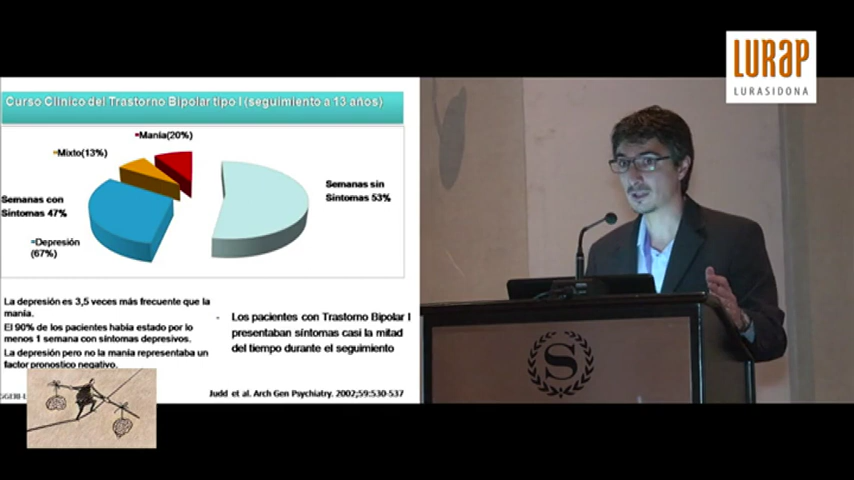 LURAP
LURASIDONA
Curso Clínico del Trastorno Bipolar tipo I (seguimiento a 13 años)
Manía(20%)
Mixto(13%)
Semanas con
Síntomas 47%
Depresión
(67%)
Semanas sin
Síntomas 53%
La depresión es 3,5 veces más frecuente que la
manía.
El 90% de los pacientes había estado por lo
menos 1 semana con síntomas depresivos.
La depresión pero no la manía representaba un
factor pronostico negativo.
- Los pacientes con Trastorno Bipolar I
presentaban síntomas casi la mitad
del tiempo durante el seguimiento
Judd et al. Arch Gen Psychiatry. 2002;59:530-537
S